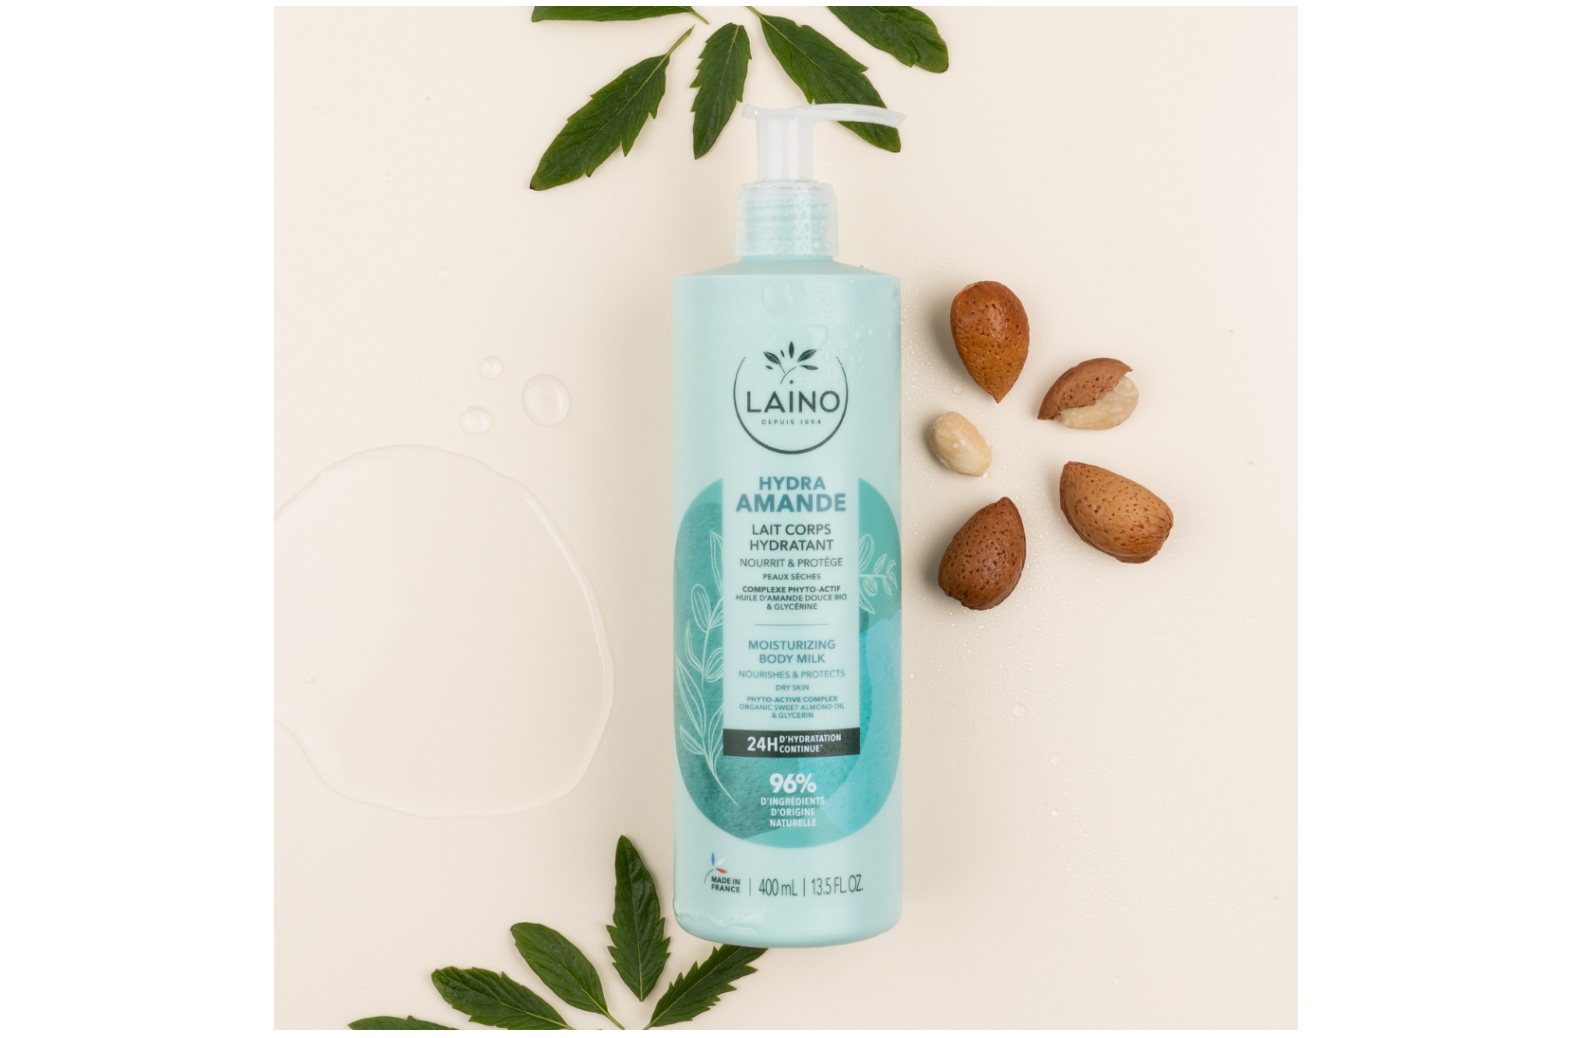 LAINO
DEPUIS 1954
HYDRA
AMANDE
LAIT CORPS
HYDRATANT
NOURRIT & PROTÈGE
PEAUX SÈCHES
COMPLEXE PHYTO-ACTIF
HUILE D'AMANDE DOUCE BIO
& GLYCÉRINE
MOISTURIZING
BODY MILK
NOURISHES & PROTECTS
DRY SKIN
PHYTO-ACTIVE COMPLEX
ORGANIC SWEET ALMOND OIL
& GLYCERIN
24H D'HYDRATATION
CONTINUE*
96%
D'INGRÉDIENTS
D'ORIGINE
NATURELLE
MADE IN
FRANCE | 400 mL | 13.5 FL.OZ.